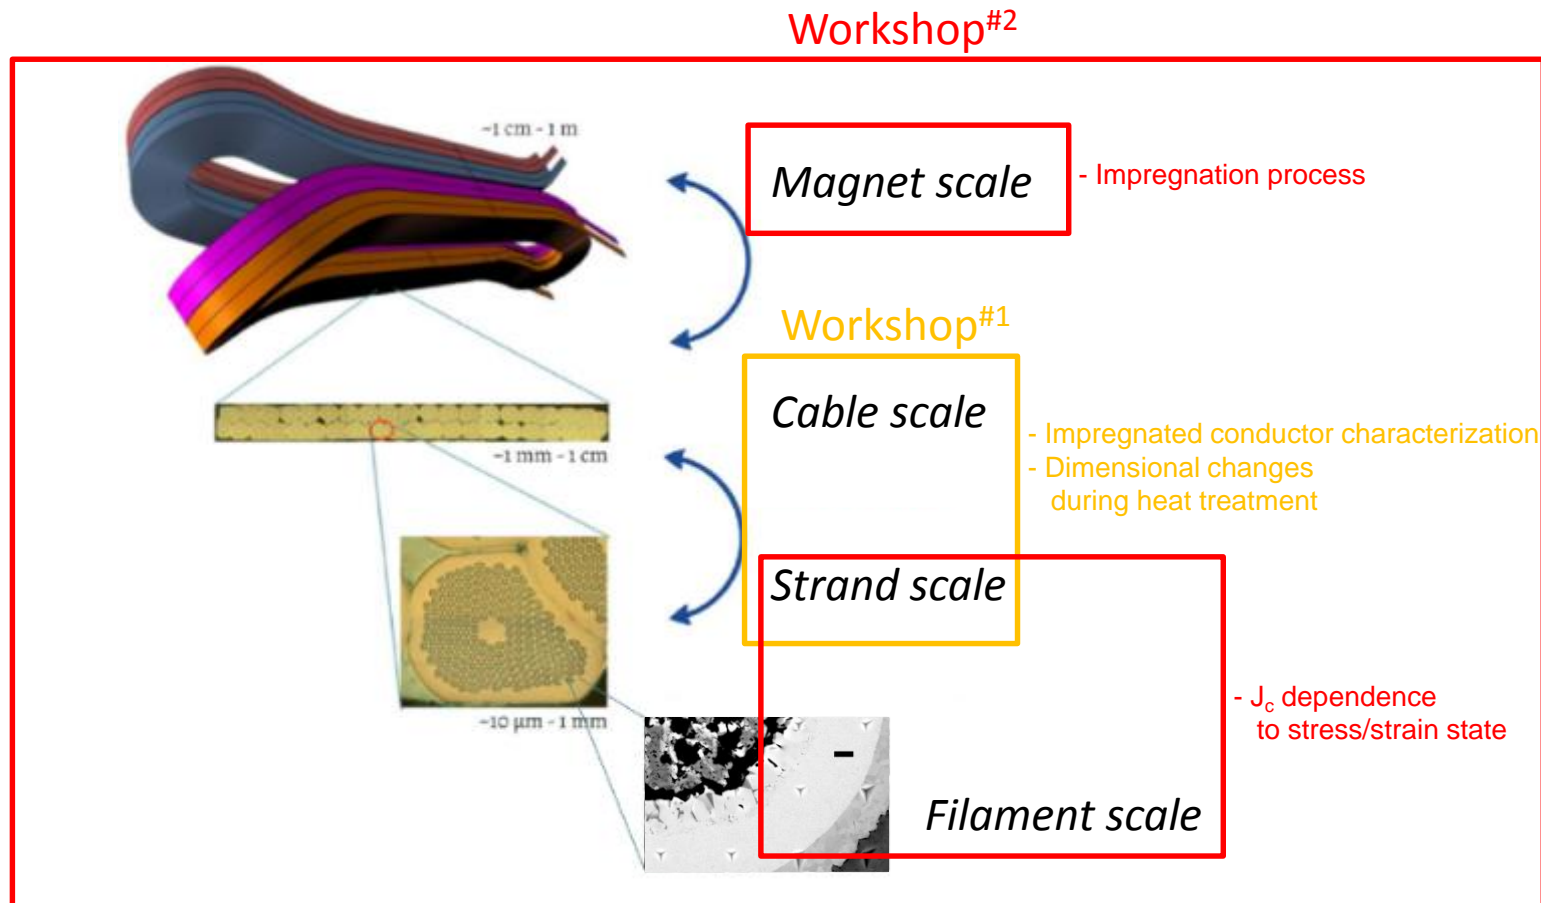 Workshop#2
~1 cm - 1 m
Magnet scale
- Impregnation process
Workshop#1
Cable scale
- Impregnated conductor characterization
- Dimensional changes
during heat treatment
~1 mm - 1 cm
Strand scale
~10 µm - 1 mm
- Jc dependence
to stress/strain state
Filament scale